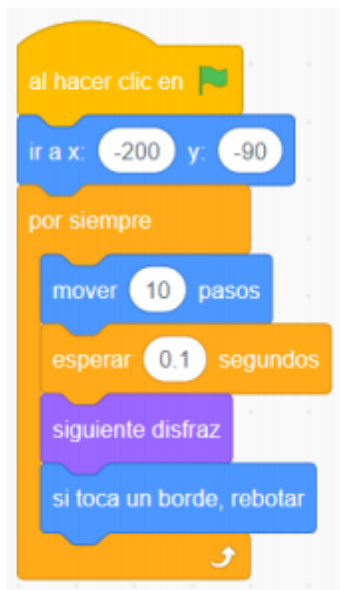 al hacer clic en
ir a x: -200 y: -90
por siempre
mover 10 pasos
esperar 0.1 segundos
siguiente disfraz
si toca un borde, rebotar